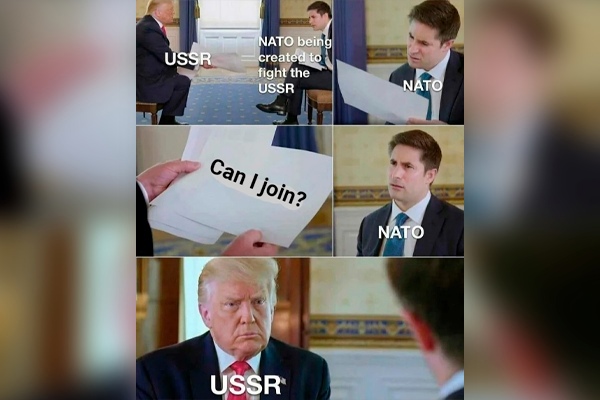 USSR
NATO being
created to
fight the
USSR
NATO
Can I join?
NATO
USSR